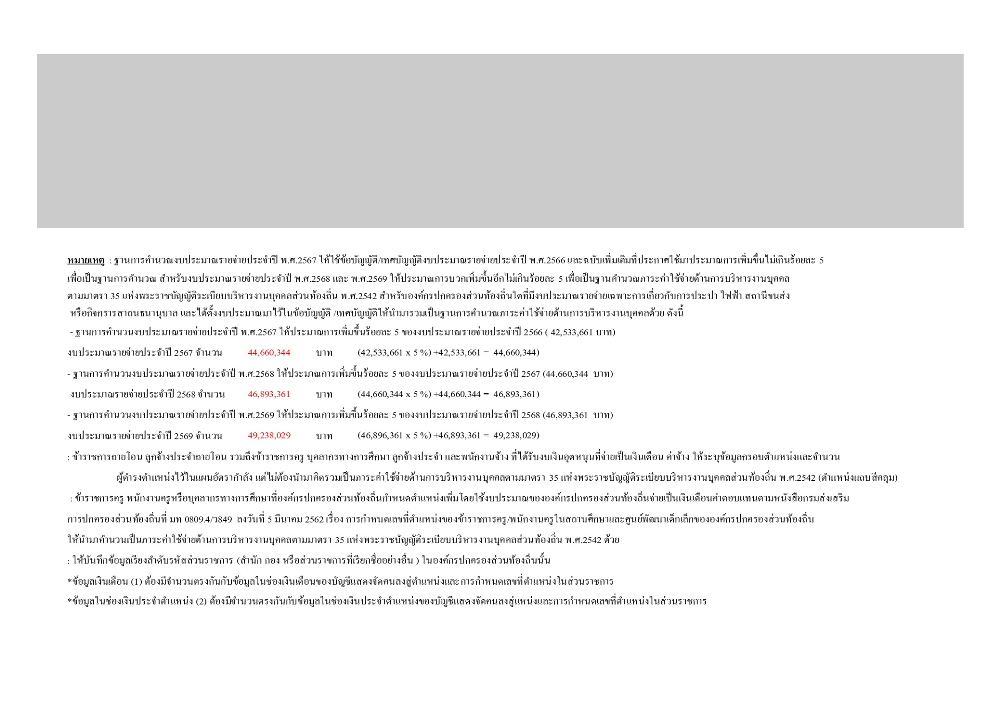 หมายเหตุ : ฐานการคำนวณงบประมาณรายจ่ายประจำปี พ.ศ.2567 ให้ใช้ข้อบัญญัติ/เทศบัญญัติงบประมาณรายจ่ายประจำปี พ.ศ.2566 และฉบับเพิ่มเติมที่ประกาศใช้มาประมาณการเพิ่มขึ้นไม่เกินร้อยละ 5
เพื่อเป็นฐานการคำนวณ สำหรับงบประมาณรายจ่ายประจำปี พ.ศ.2568 และ พ.ศ.2569 ให้ประมาณการบวกเพิ่มขึ้นอีกไม่เกินร้อยละ 5 เพื่อเป็นฐานคำนวณภาระค่าใช้จ่ายด้านการบริหารงานบุคคล
ตามมาตรา 35 แห่งพระราชบัญญัติระเบียบบริหารงานบุคคลส่วนท้องถิ่น พ.ศ.2542 สำหรับองค์กรปกครองส่วนท้องถิ่นใดที่มีงบประมาณรายจ่ายเฉพาะการเกี่ยวกับการประปา ไฟฟ้า สถานีขนส่ง
หรือกิจกรารสาถนธนานุบาล และได้ตั้งงบประมาณมาไว้ในข้อบัญญัติ /เทศบัญญัติให้นำมารวมเป็นฐานการคำนวณภาระค่าใช้จ่ายด้านการบริหารงานบุคคลด้วย ดังนี้
- ฐานการคำนวนงบประมาณรายจ่ายประจำปี พ.ศ.2567 ให้ประมาณการเพิ่มขึ้นร้อยละ 5 ของงบประมาณรายจ่ายประจำปี 2566 ( 42,533,661 บาท)
งบประมาณรายจ่ายประจำปี 2567 จำนวน 44,660,344 บาท (42,533,661 x 5 %) +42,533,661 = 44,660,344)
- ฐานการคำนวนงบประมาณรายจ่ายประจำปี พ.ศ.2568 ให้ประมาณการเพิ่มขึ้นร้อยละ 5 ของงบประมาณรายจ่ายประจำปี 2567 (44,660,344 บาท)
งบประมาณรายจ่ายประจำปี 2568 จำนวน 46,893,361 บาท (44,660,344 x 5 %) +44,660,344 = 46,893,361)
- ฐานการคำนวนงบประมาณรายจ่ายประจำปี พ.ศ.2569 ให้ประมาณการเพิ่มขึ้นร้อยละ 5 ของงบประมาณรายจ่ายประจำปี 2568 (46,893,361 บาท)
งบประมาณรายจ่ายประจำปี 2569 จำนวน 49,238,029 บาท (46,896,361 x 5 %) +46,893,361 = 49,238,029)
: ข้าราชการถายโอน ลูกจ้างประจำถายโอน รวมถึงข้าราชการครู บุคลากรทางการศึกษา ลูกจ้างประจำ และพนักงานจ้าง ที่ได้รับงบเงินอุดหนุนที่จ่ายเป็นเงินเดือน ค่าจ้าง ให้ระบุข้อมูลกรอบตำแหน่งและจำนวน
ผู้ดำรงตำแหน่งไว้ในแผนอัตรากำลัง แต่ไม่ต้องนำมาคิดรวมเป็นภาระค่าใช้จ่ายด้านการบริหารงานบุคคลตามมาตรา 35 แห่งพระราชบัญญัติระเบียบบริหารงานบุคคลส่วนท้องถิ่น พ.ศ.2542 (ตำแหน่งแถบสีคลุม)
: ข้าราชการครู พนักงานครูหรือบุคลากรทางการศึกษาที่องค์กรปกครองส่วนท้องถิ่นกำหนดตำแหน่งเพิ่มโดยใช้งบประมาณขององค์กรปกครองส่วนท้องถิ่นจ่ายเป็นเงินเดือนค่าตอบแทนตามหนังสือกรมส่งเสริม
การปกครองส่วนท้องถิ่นที่ มท 0809.4/ว849 ลงวันที่ 5 มีนาคม 2562 เรื่อง การกำหนดเลขที่ตำแหน่งของข้าราชการครู/พนักงานครูในสถานศึกษาและศูนย์พัฒนาเด็กเล็กขององค์กรปกครองส่วนท้องถิ่น
ให้นำมาคำนวนเป็นภาระค่าใช้จ่ายด้านการบริหารงานบุคคลตามมาตรา 35 แห่งพระราชบัญญัติระเบียบบริหารงานบุคคลส่วนท้องถิ่น พ.ศ.2542 ด้วย
: ให้บันทึกข้อมูลเรียงลำดับรหัสส่วนราชการ (สำนัก กอง หรือส่วนราขการที่เรียกชื่ออย่างอื่น ) ในองค์กรปกครองส่วนท้องถิ่นนั้น
*ข้อมูลเงินเดือน (1) ต้องมีจำนวนตรงกันกับข้อมูลในช่องเงินเดือนของบัญชีแสดงจัดคนลงสู่ตำแหน่งและการกำหนดเลขที่ตำแหน่งในส่วนราชการ
*ข้อมูลในช่องเงินประจำตำแหน่ง (2) ต้องมีจำนวนตรงกันกับข้อมูลในช่องเงินประจำตำแหน่งของบัญชีแสดงจัดคนลงสู่แหน่งและการกำหนดเลขที่ตำแหน่งในส่วนราชการ